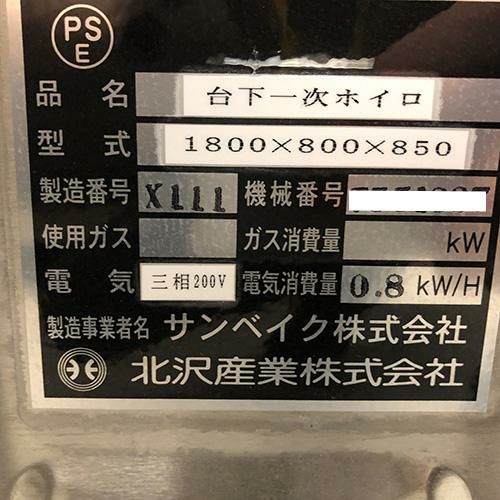 PS
E
品名 台下一次ホイロ
型式 1800×800×850
製造番号 X111 機械番号
使用ガス ガス消費量 kW
電気 三相200V 電気消費量 0.8 kW/H
製造事業者名 サンベイク株式会社
北沢産業株式会社